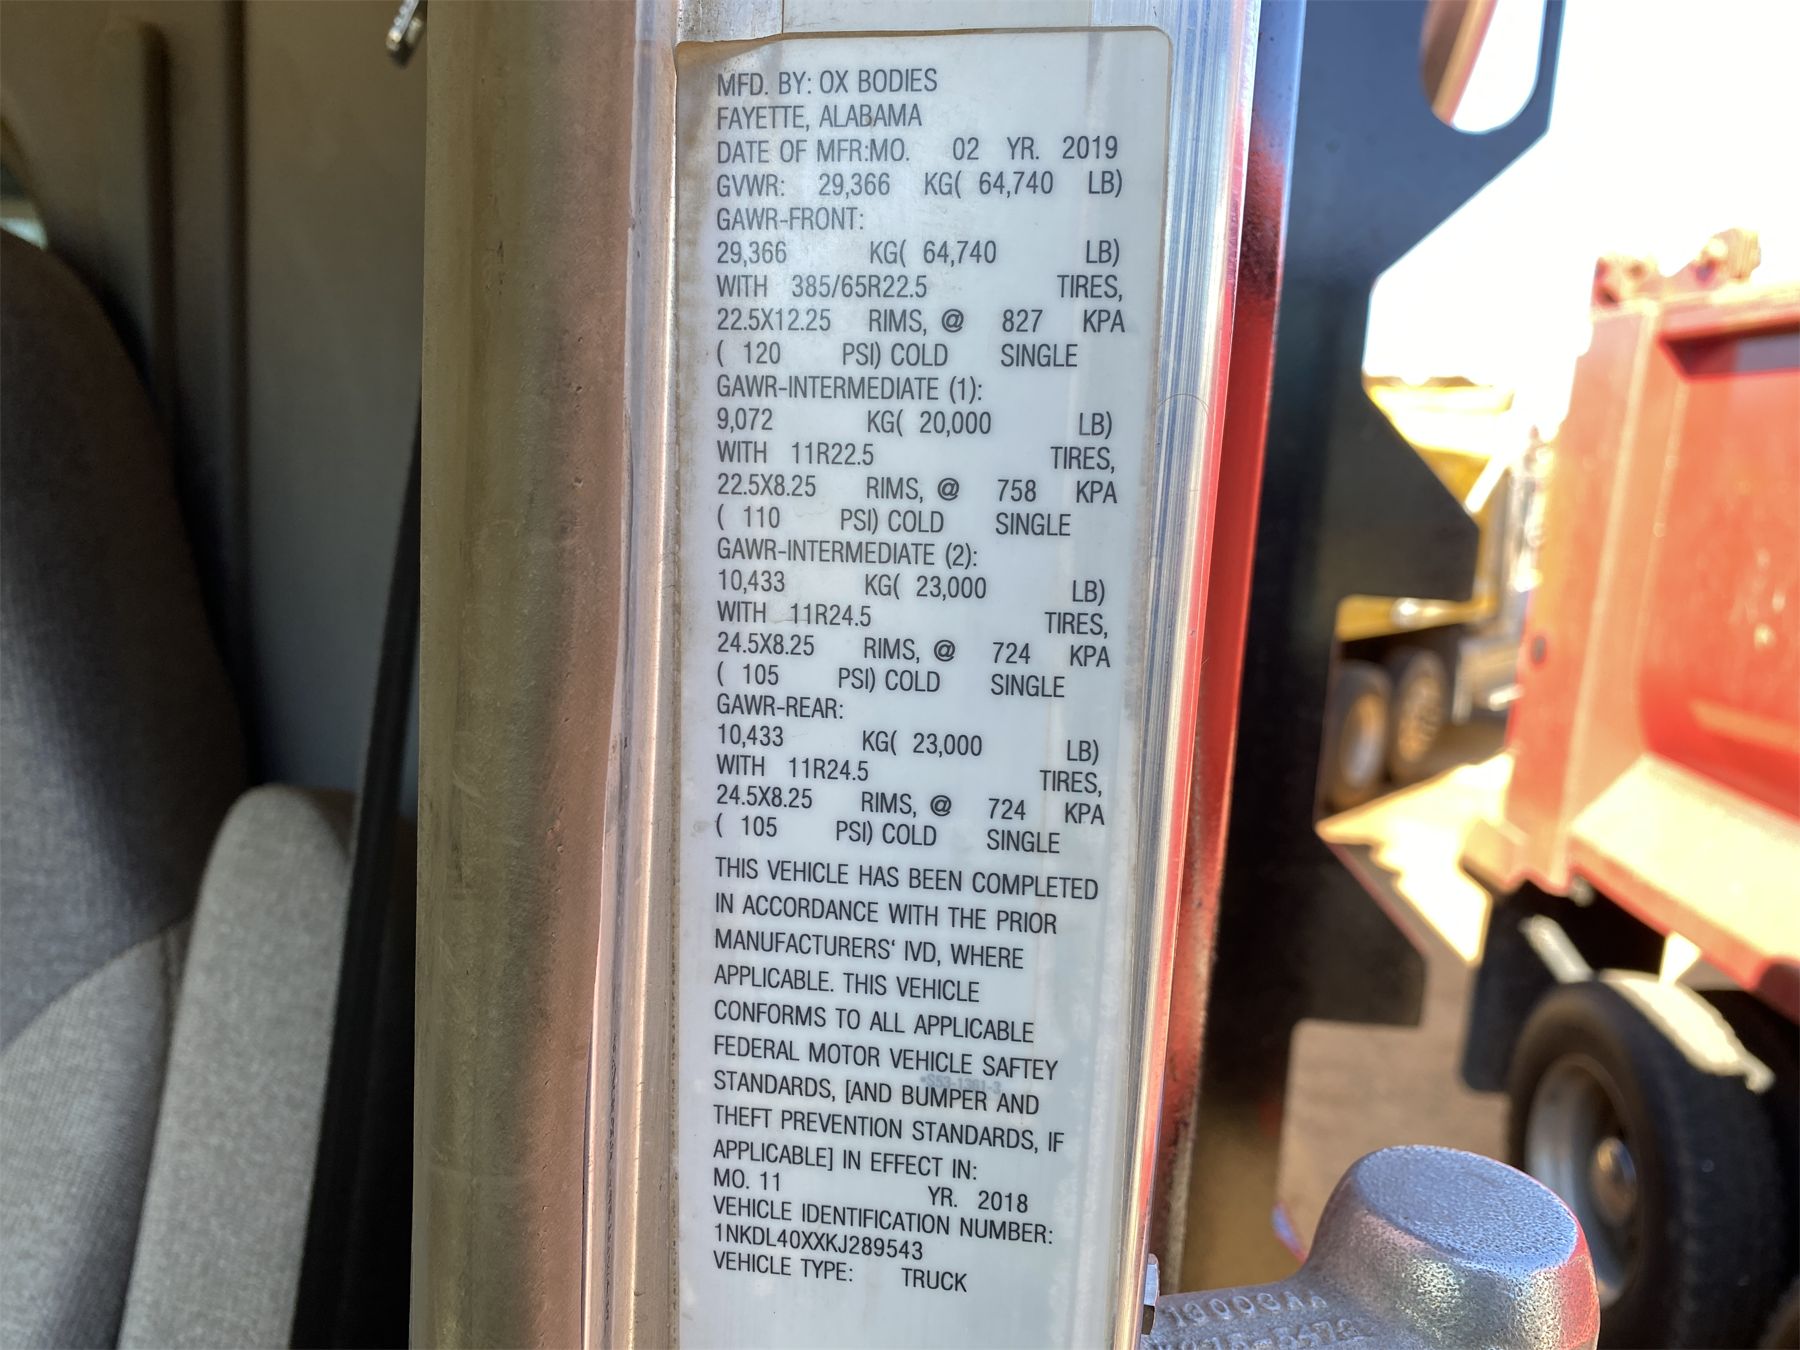 MFD. BY: OX BODIES
FAYETTE, ALABAMA
DATE OF MFR:MO. 02 YR. 2019
GVWR: 29,366 KG( 64,740 LB)
GAWR-FRONT:
29,366 KG( 64,740 LB)
WITH 385/65R22.5 TIRES,
22.5X12.25 RIMS, @ 827 KPA
( 120 PSI) COLD SINGLE
GAWR-INTERMEDIATE (1):
9,072 KG( 20,000 LB)
WITH 11R22.5 TIRES,
22.5X8.25 RIMS, @ 758 KPA
( 110 PSI) COLD SINGLE
GAWR-INTERMEDIATE (2):
10,433 KG( 23,000 LB)
WITH 11R24.5 TIRES,
24.5X8.25 RIMS, @ 724 KPA
( 105 PSI) COLD SINGLE
GAWR-REAR:
10,433 KG( 23,000 LB)
WITH 11R24.5 TIRES,
24.5X8.25 RIMS, @ 724 KPA
( 105 PSI) COLD SINGLE
THIS VEHICLE HAS BEEN COMPLETED
IN ACCORDANCE WITH THE PRIOR
MANUFACTURERS' IVD, WHERE
APPLICABLE. THIS VEHICLE
CONFORMS TO ALL APPLICABLE
FEDERAL MOTOR VEHICLE SAFTEY
STANDARDS, [AND BUMPER AND
THEFT PREVENTION STANDARDS, IF
APPLICABLE] IN EFFECT IN:
MO. 11 YR. 2018
VEHICLE IDENTIFICATION NUMBER:
1NKDL40XXKJ289543
VEHICLE TYPE: TRUCK